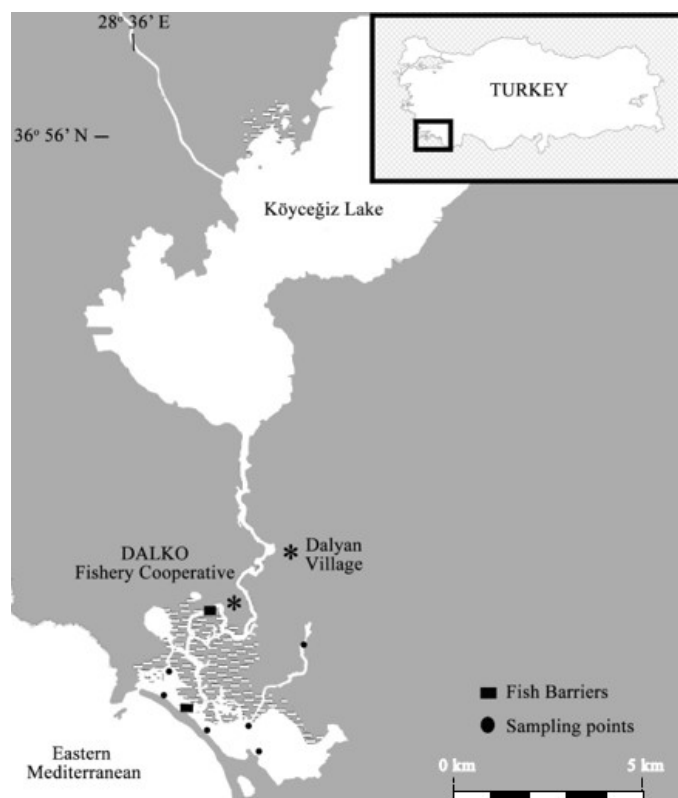 28° 36' E
36° 56' N
TURKEY
Köyceğiz Lake
DALKO
Fishery Cooperative
Dalyan
Village
Fish Barriers
Sampling points
Eastern
Mediterranean
0 km
5 km